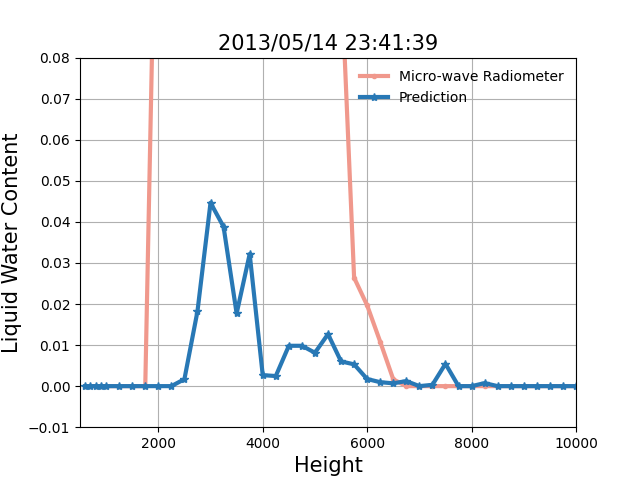 2013/05/14 23:41:39
Micro-wave Radiometer
Prediction
Liquid Water Content
0.08
0.07
0.06
0.05
0.04
0.03
0.02
0.01
0.00
−0.01
2000 4000 6000 8000 10000
Height